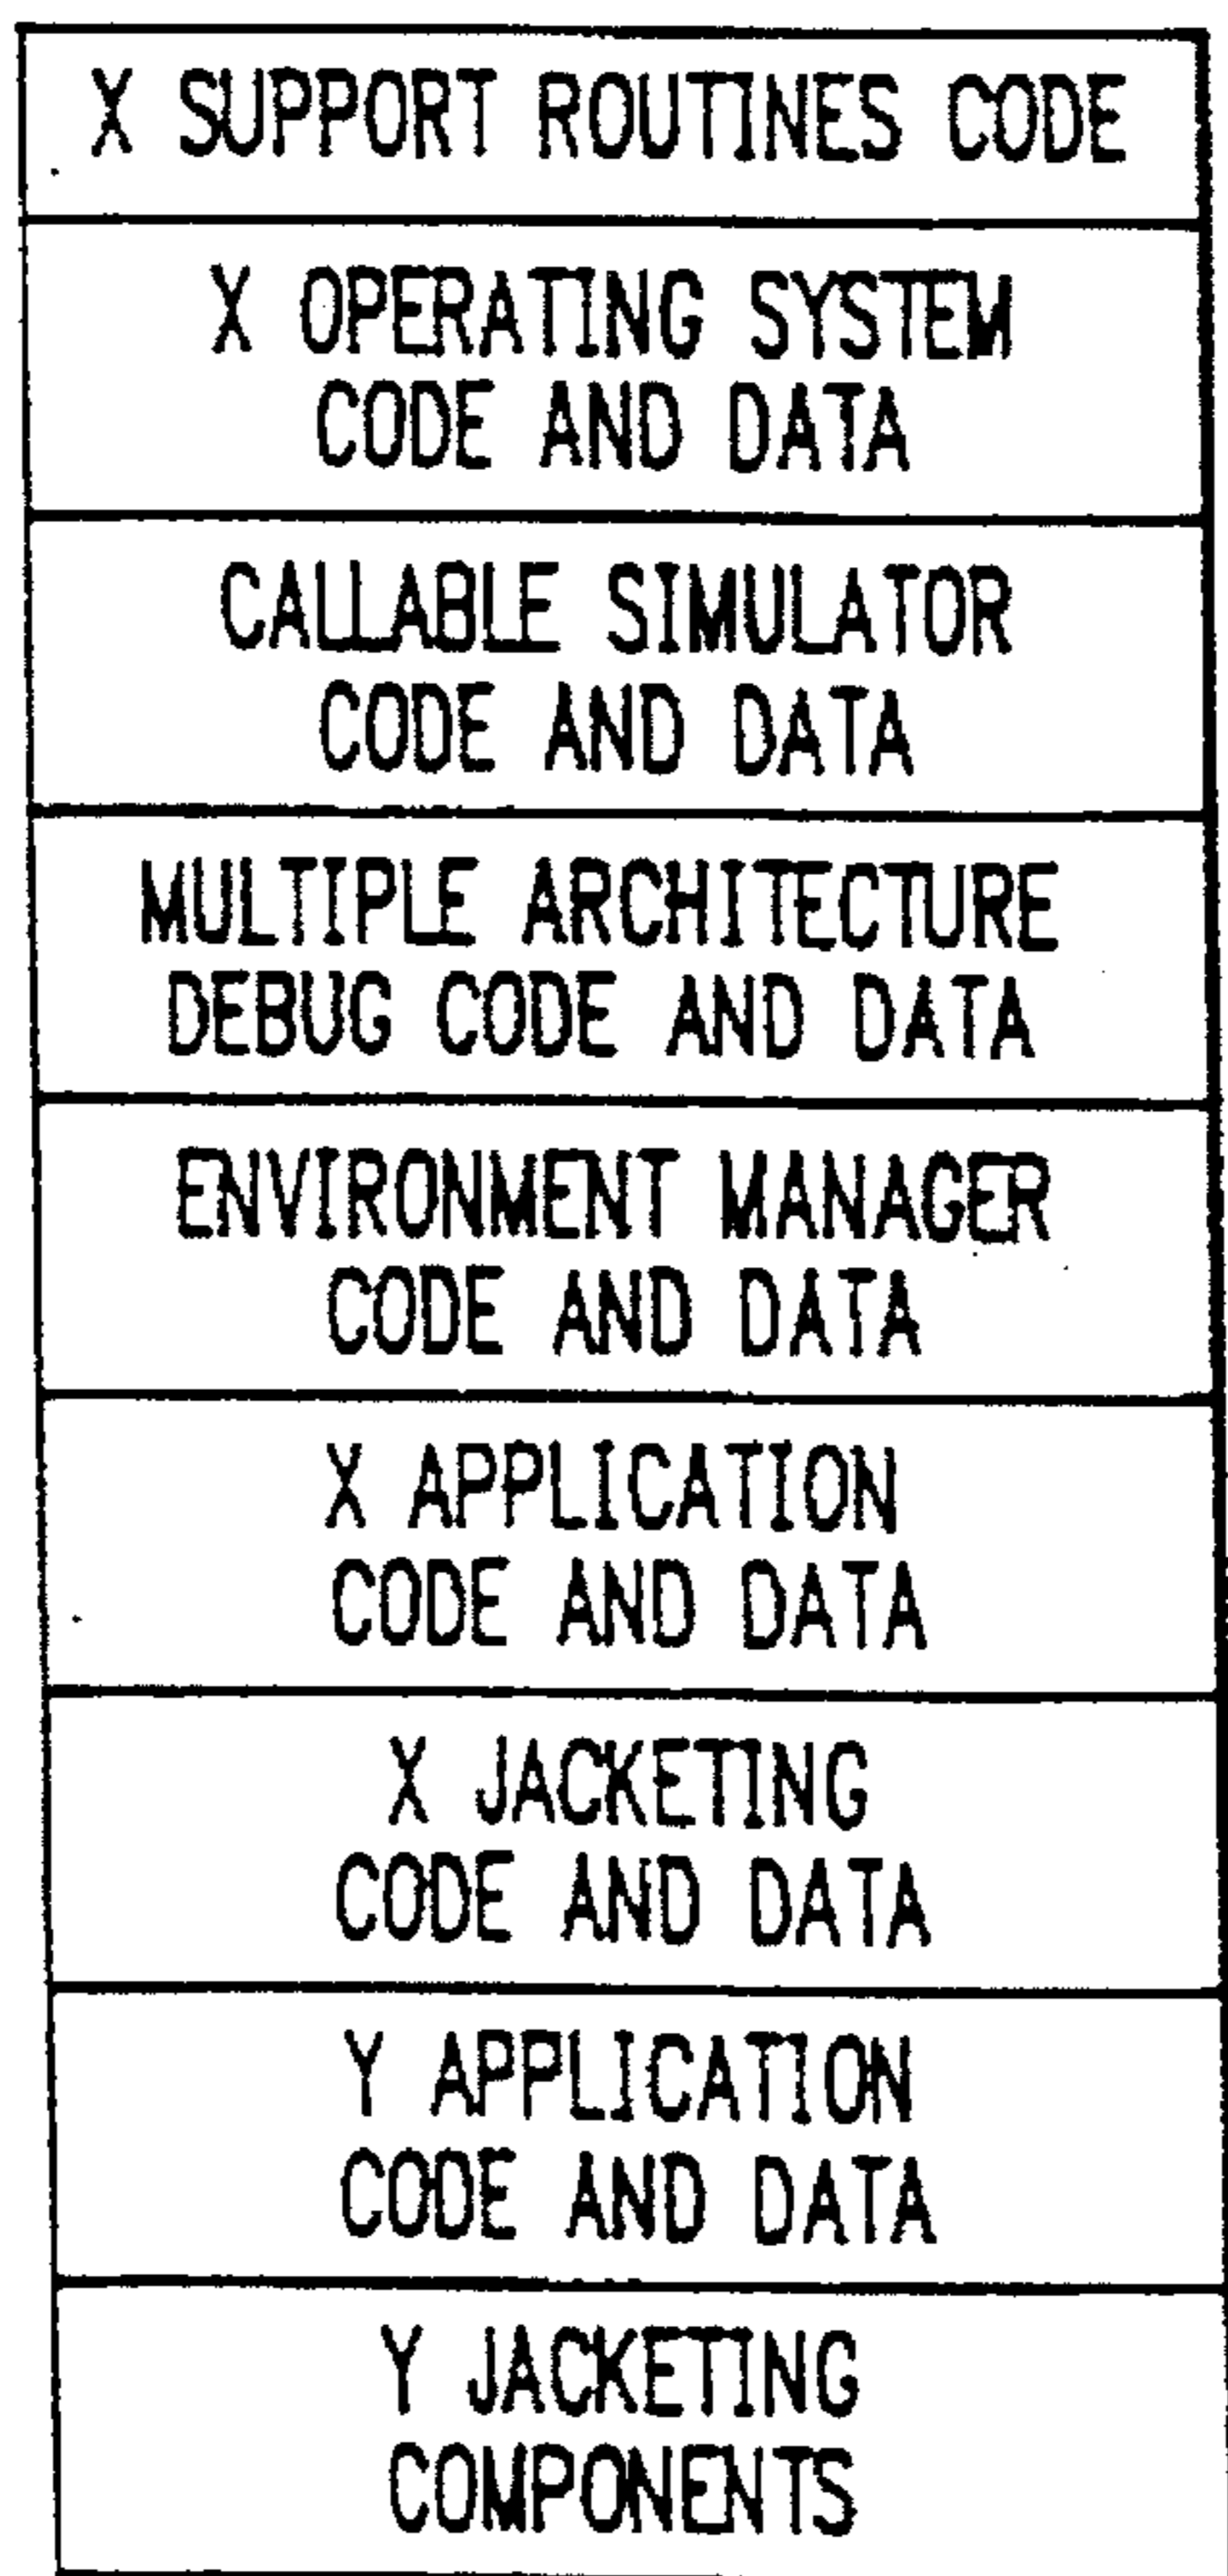 X SUPPORT ROUTINES CODE
X OPERATING SYSTEM
CODE AND DATA
CALLABLE SIMULATOR
CODE AND DATA
MULTIPLE ARCHITECTURE
DEBUG CODE AND DATA
ENVIRONMENT MANAGER
CODE AND DATA
X APPLICATION
CODE AND DATA
X JACKETING
CODE AND DATA
Y APPLICATION
CODE AND DATA
Y JACKETING
COMPONENTS